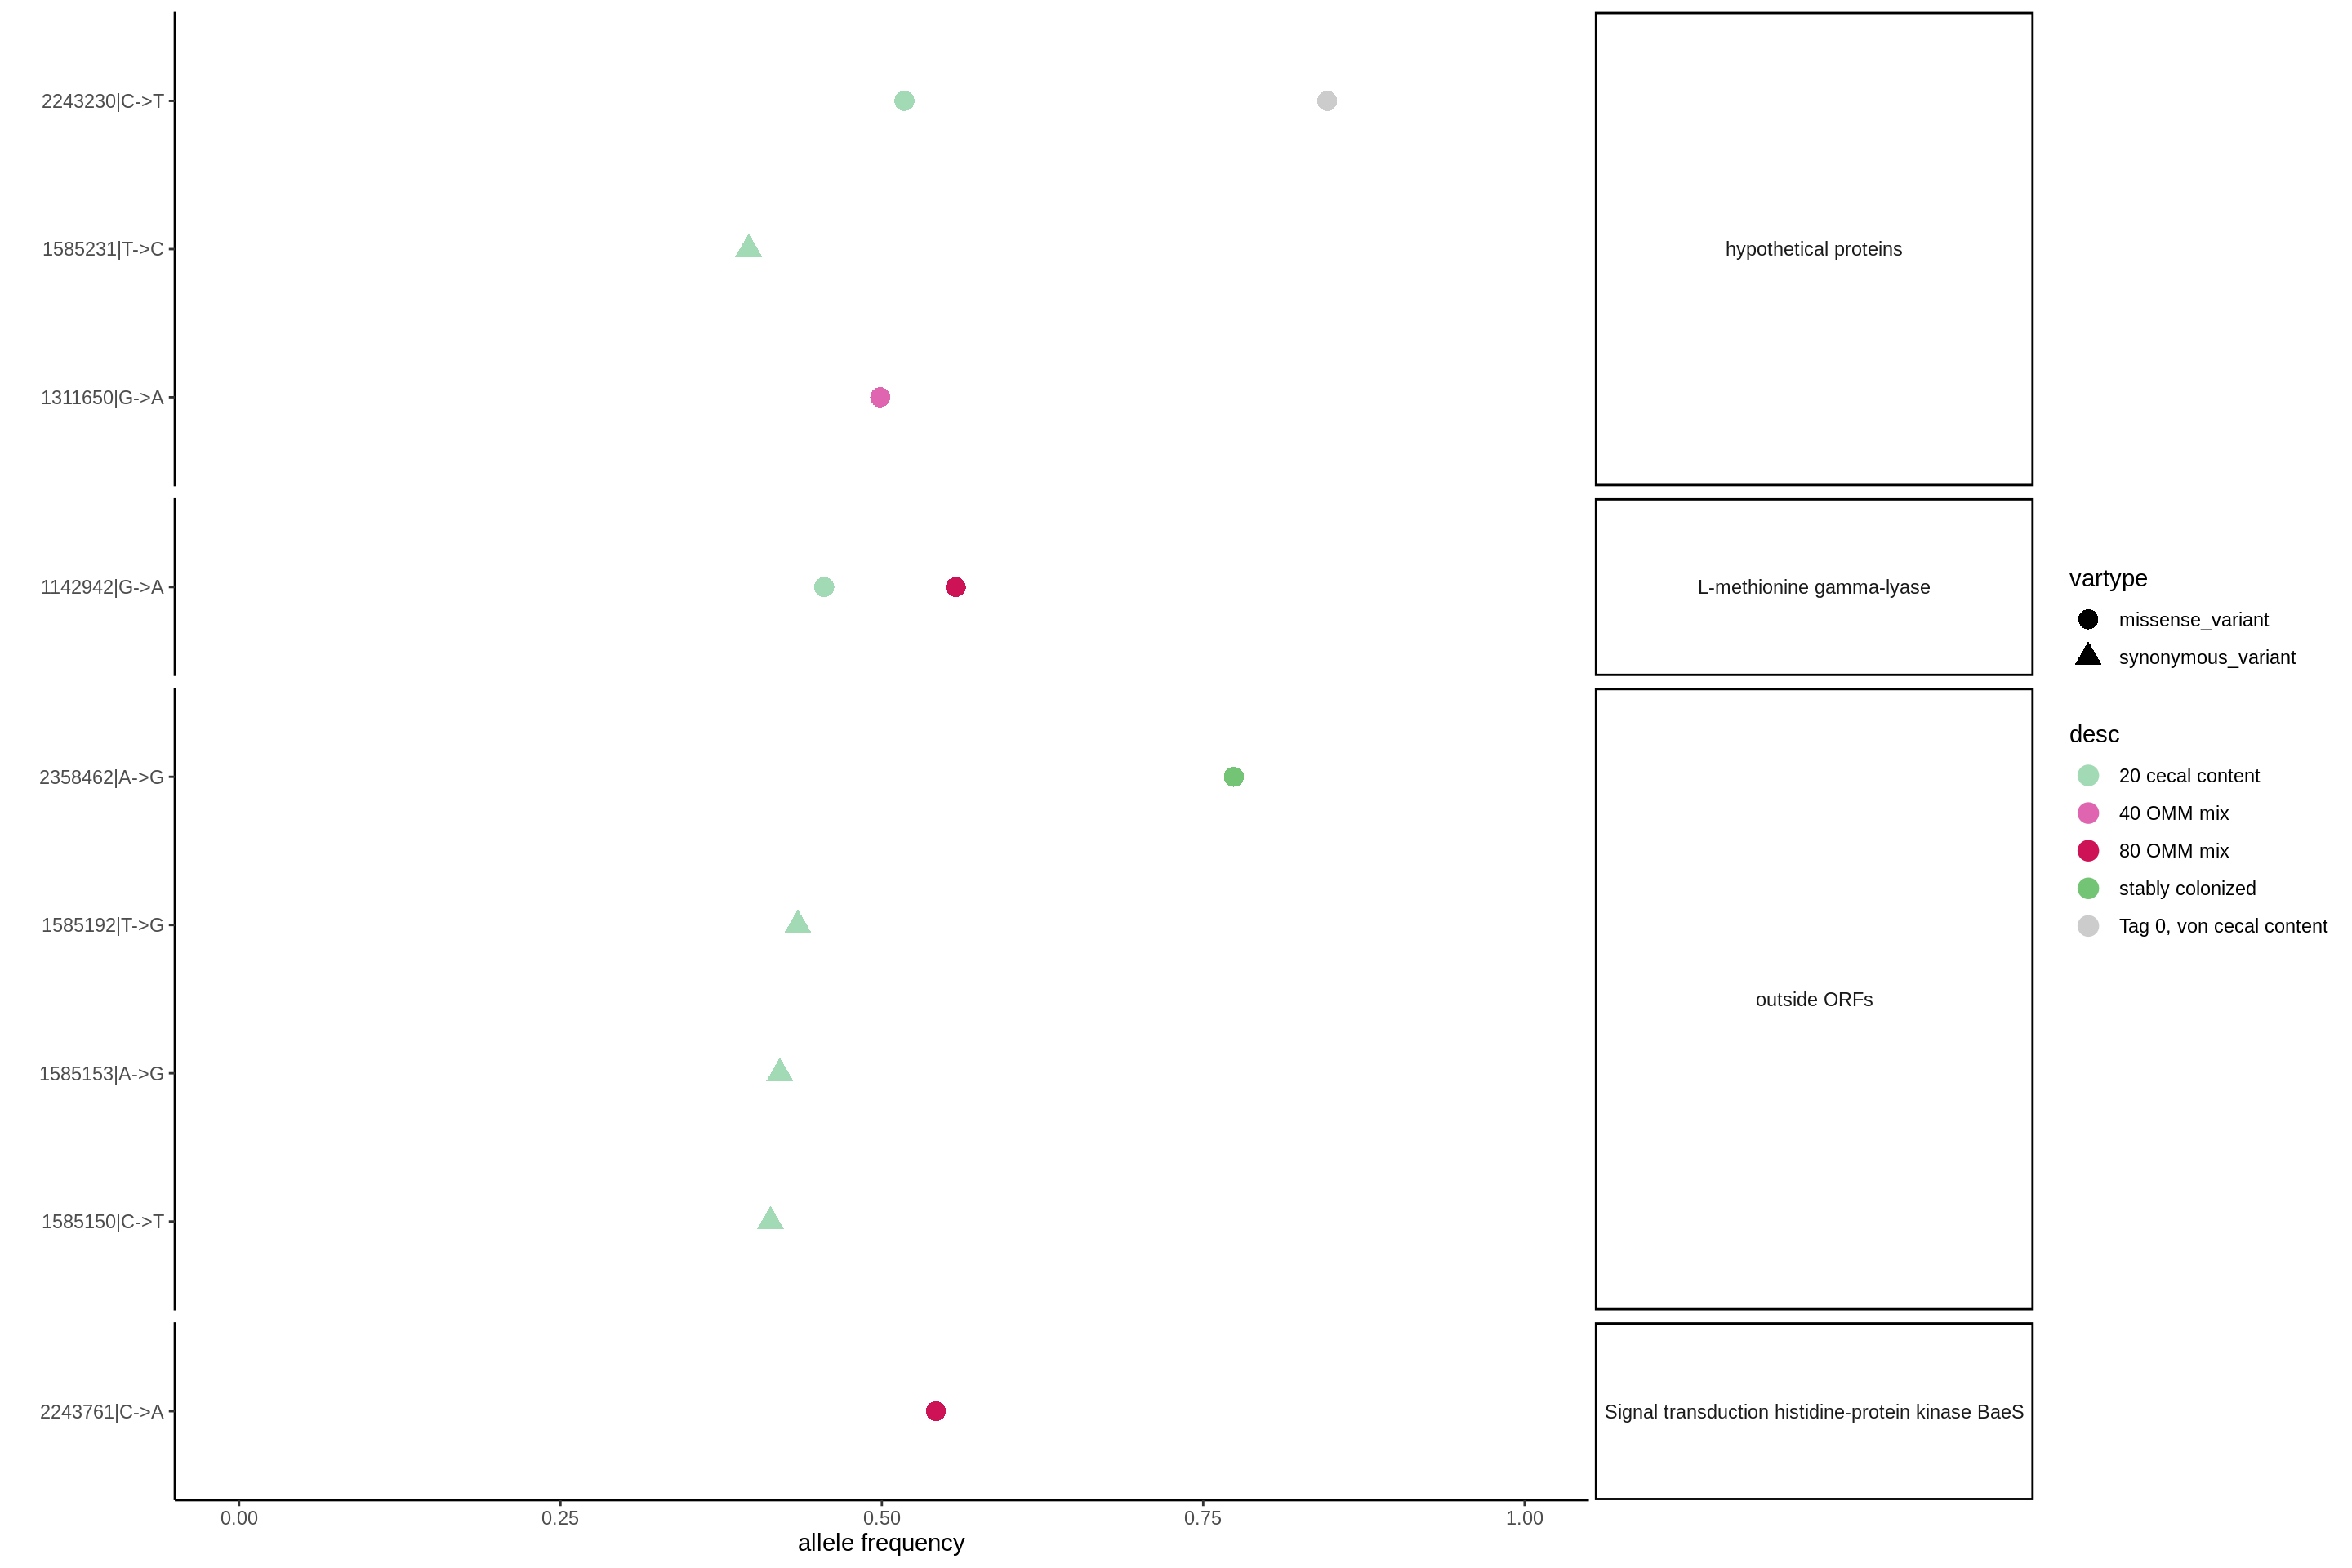 2243230|C->T
1585231|T->C
1311650|G->A
hypothetical proteins
1142942|G->A
L-methionine gamma-lyase
2358462|A->G
1585192|T->G
1585153|A->G
1585150|C->T
outside ORFs
2243761|C->A
Signal transduction histidine-protein kinase BaeS
0.00 0.25 0.50 0.75 1.00
allele frequency
vartype
missense_variant
synonymous_variant
desc
20 cecal content
40 OMM mix
80 OMM mix
stably colonized
Tag 0, von cecal content